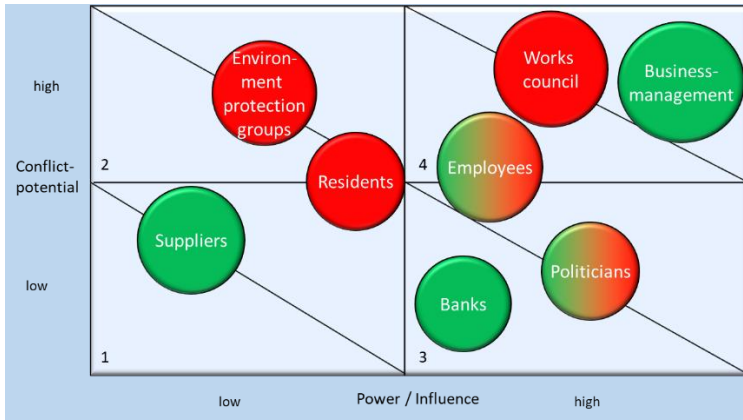 high
Conflict-
potential
low
2
Environ-
ment
protection
groups
Residents
4
Works
council
Business-
management
Employees
Suppliers
1
Politicians
Banks
3
low
Power / Influence
high